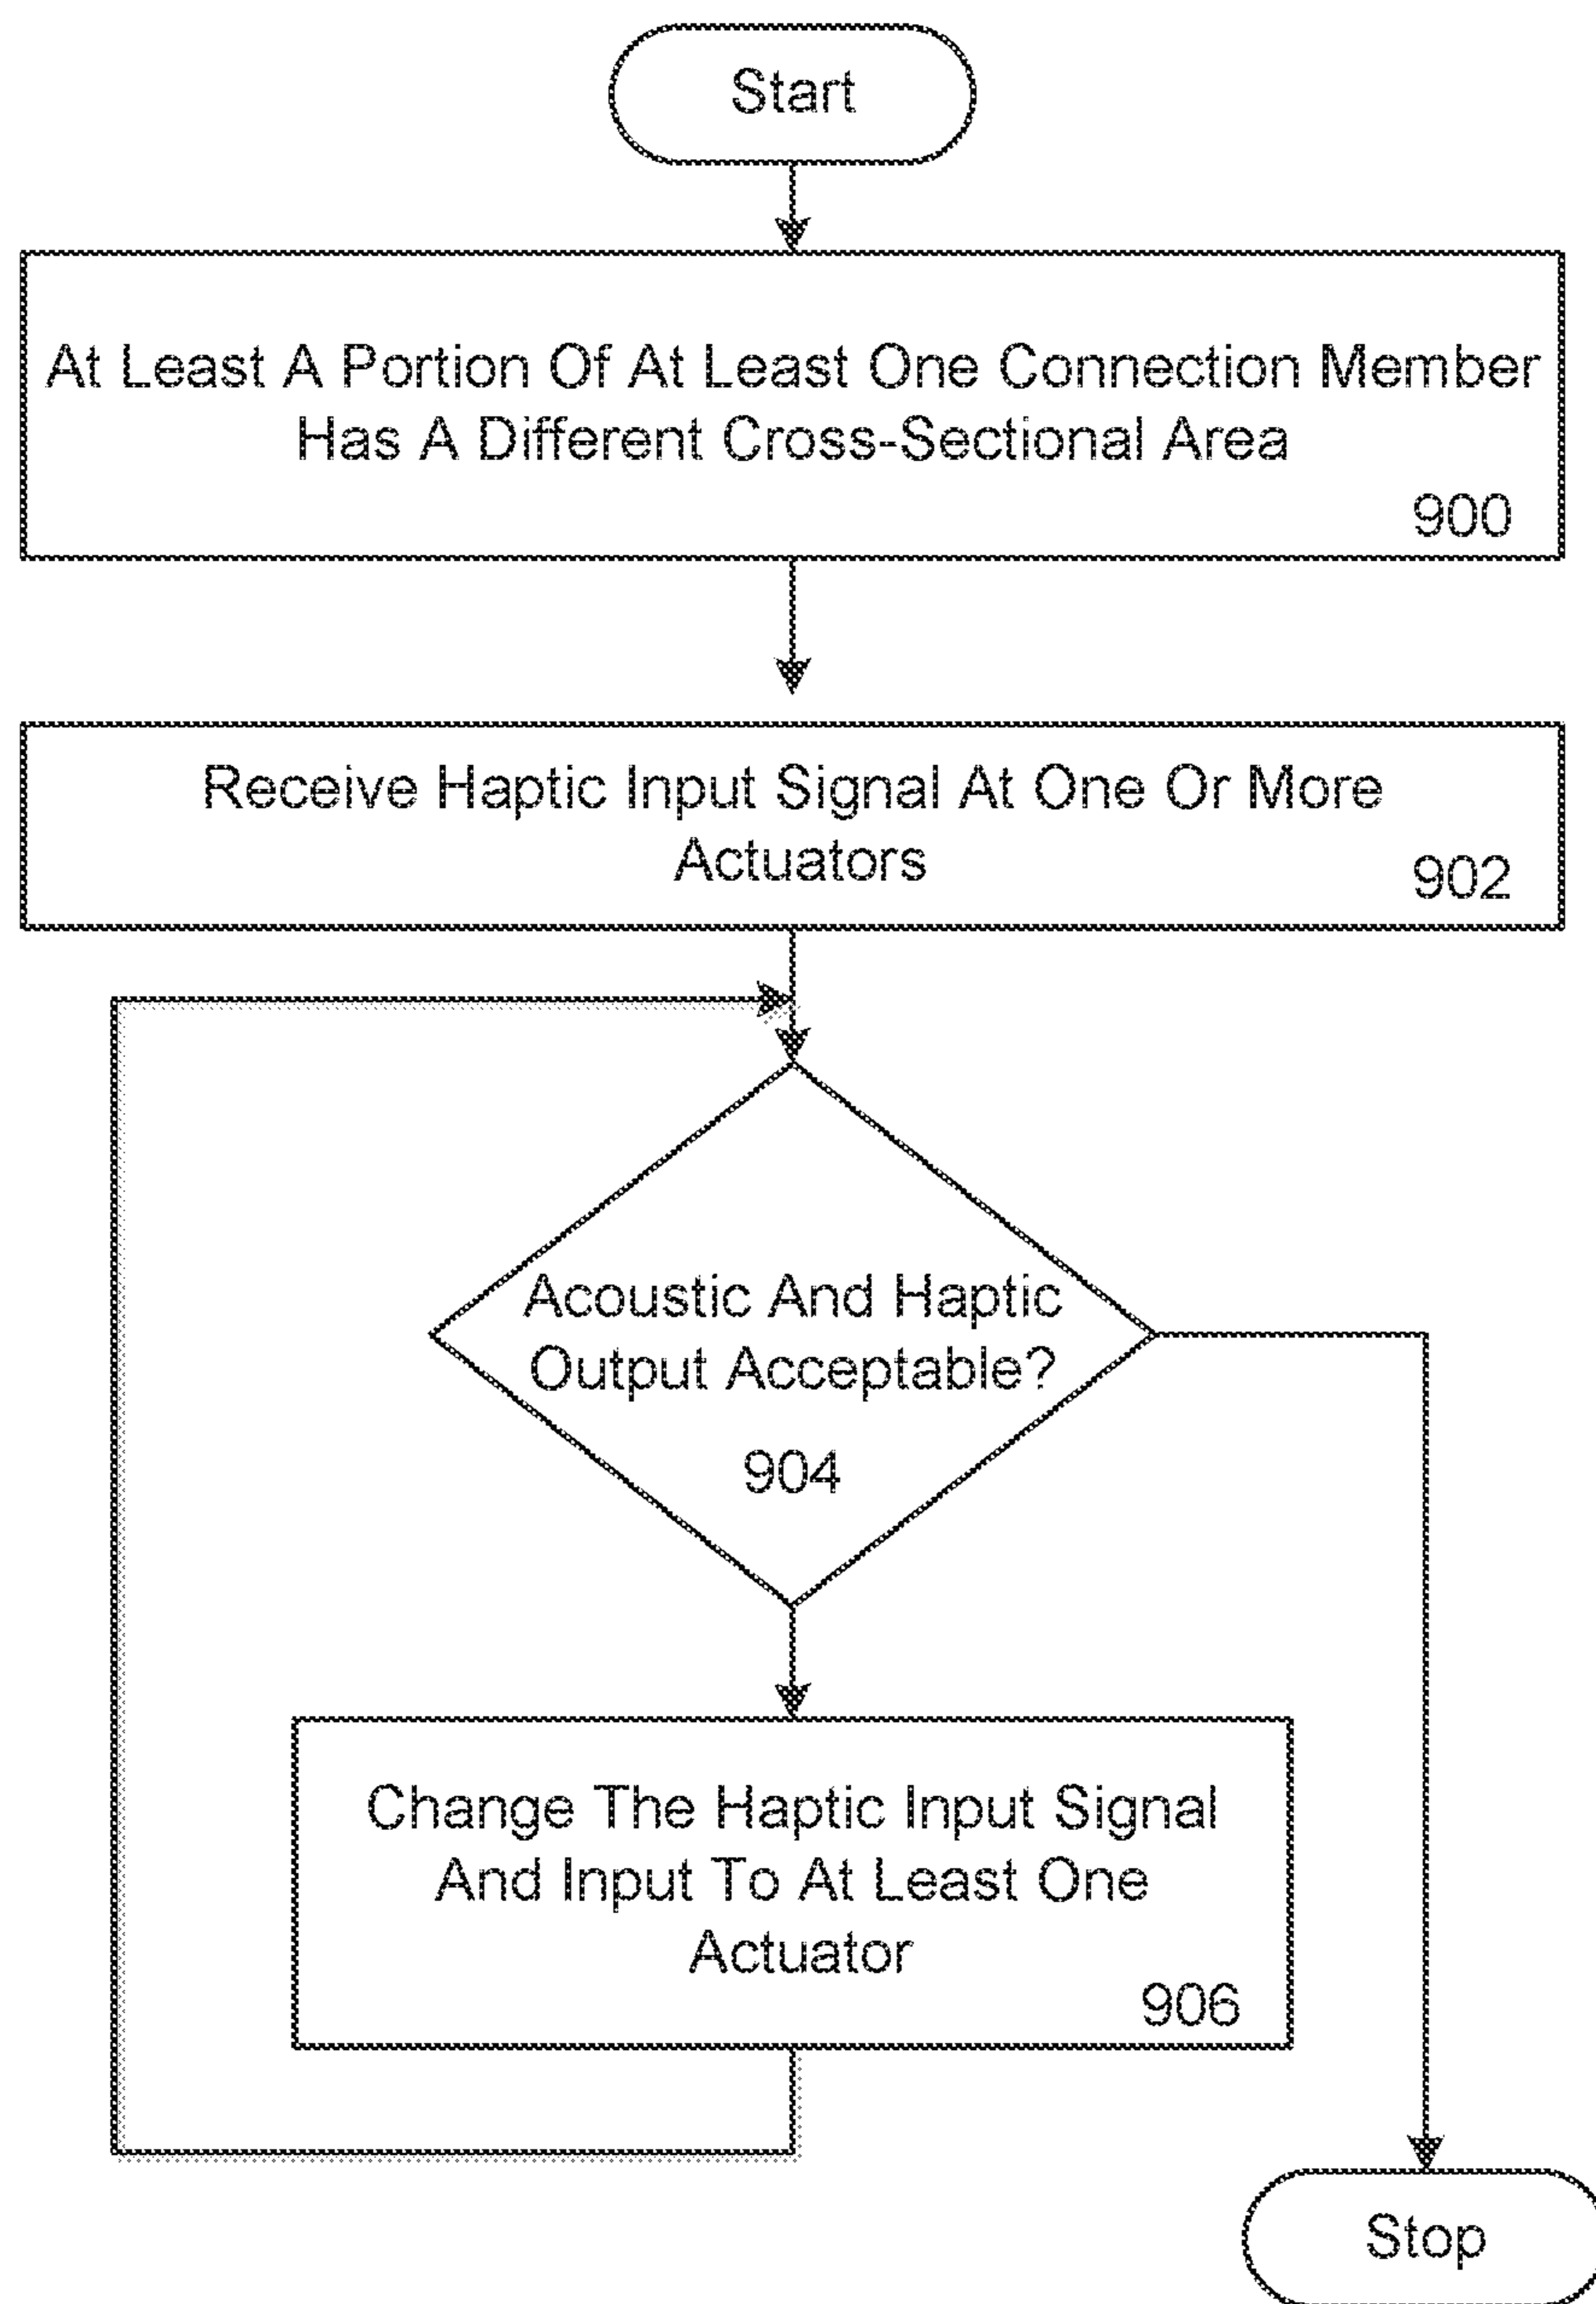 Start
At Least A Portion Of At Least One Connection Member
Has A Different Cross-Sectional Area
900
Receive Haptic Input Signal At One Or More
Actuators
902
Acoustic And Haptic
Output Acceptable?
904
Change The Haptic Input Signal
And Input To At Least One
Actuator
906
Stop